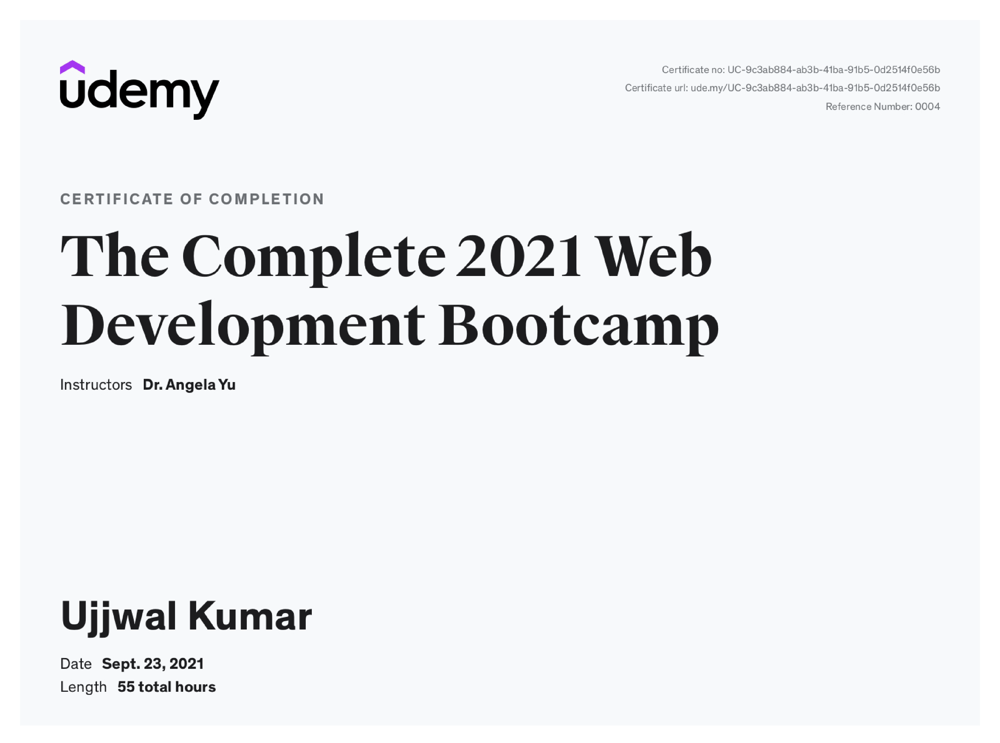 udemy
Certificate no: UC-9c3ab884-ab3b-41ba-91b5-0d2514f0e56b
Certificate url: ude.my/UC-9c3ab884-ab3b-41ba-91b5-0d2514f0e56b
Reference Number: 0004
CERTIFICATE OF COMPLETION
The Complete 2021 Web
Development Bootcamp
Instructors Dr. Angela Yu
Ujjwal Kumar
Date Sept. 23, 2021
Length 55 total hours